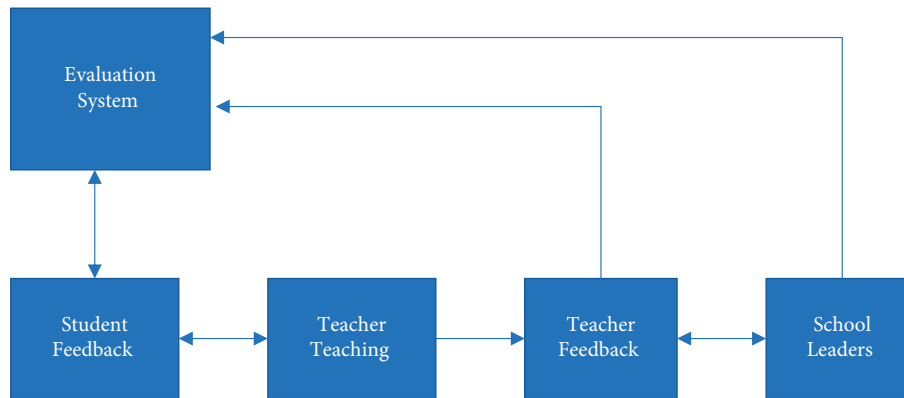 Evaluation
System
Student
Feedback
Teacher
Teaching
Teacher
Feedback
School
Leaders